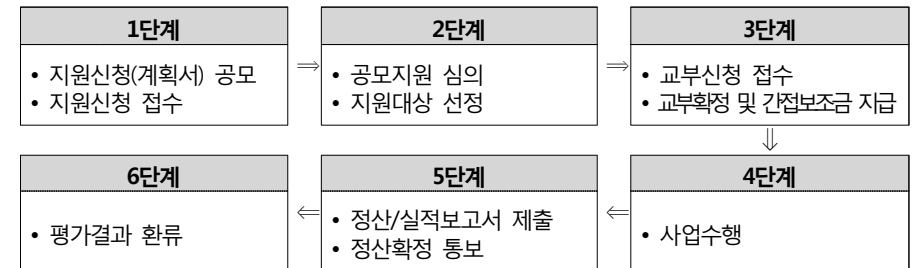 1단계
• 지원신청(계획서) 공모
• 지원신청 접수
⇒
2단계
• 공모지원 심의
• 지원대상 선정
⇒
3단계
• 교부신청 접수
• 교부확정 및 간접보조금 지급
⇓
4단계
• 사업수행
⇐
5단계
• 정산/실적보고서 제출
• 정산확정 통보
⇐
6단계
• 평가결과 환류